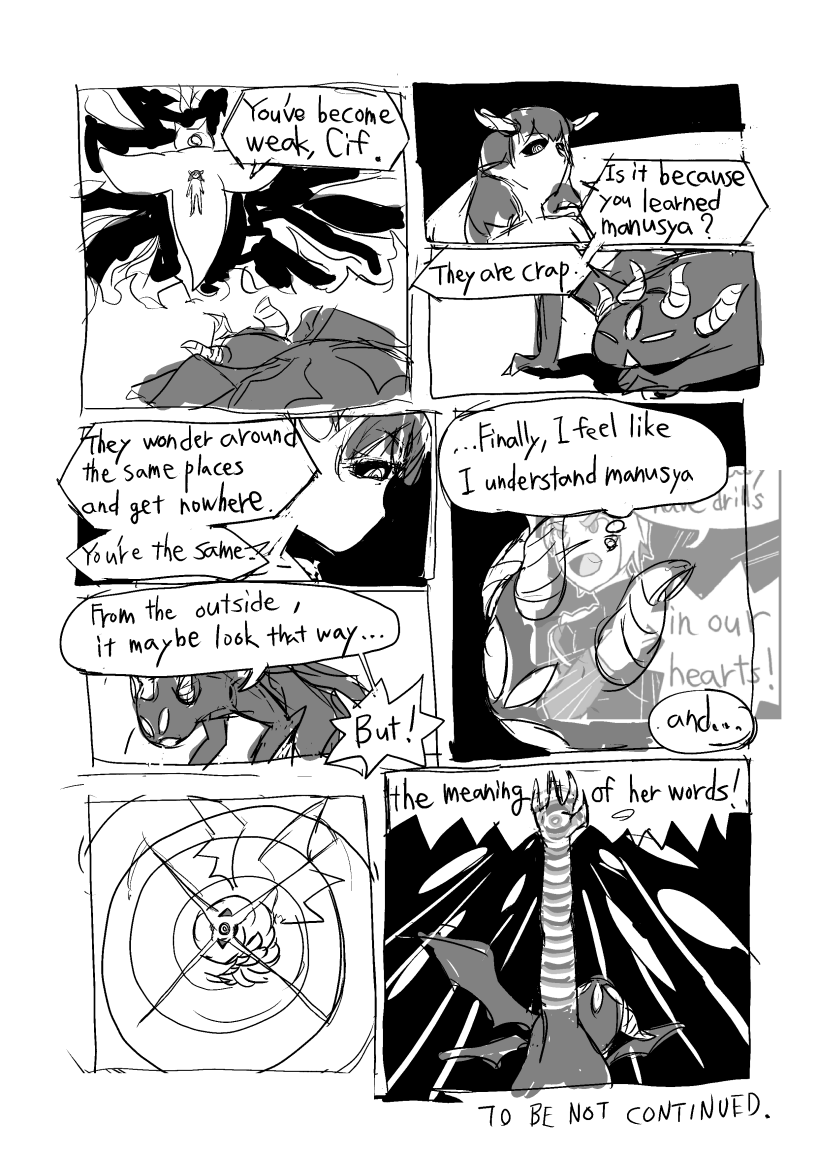 You've become
weak, Cif.
Is it because
you learned
manusya?
They are crap.
They wonder around
the same places
and get nowhere.
You're the same
...Finally, I feel like
I understand manusya
have drills
in our
hearts!
and...
From the outside,
it maybe look that way...
But!
the meaning of her words!
TO BE NOT CONTINUED.